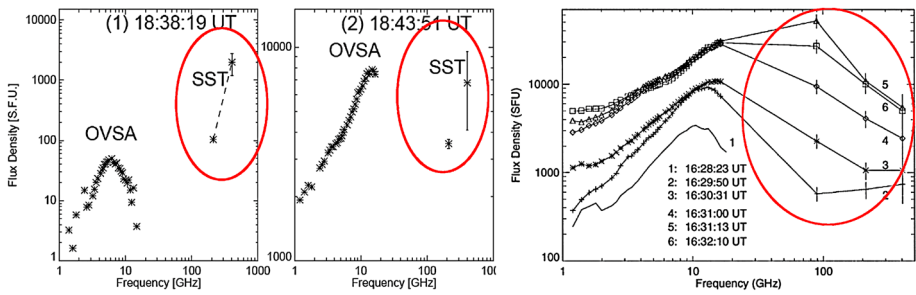 (1) 18:38:19 UT
10000
1000
100
10
1
Flux Density [S.F.U.]
SST
OVSA
1
10
100
1000
Frequency [GHz]
(2) 18:43:51 UT
10000
1000
OVSA
SST
1
10
100
1000
Frequency [GHz]
10000
1000
100
Flux Density (SFU)
5
6
4
3
2
1
1: 16:28:23 UT
2: 16:29:50 UT
3: 16:30:31 UT
4: 16:31:00 UT
5: 16:31:13 UT
6: 16:32:10 UT
1
10
100
Frequency (GHz)